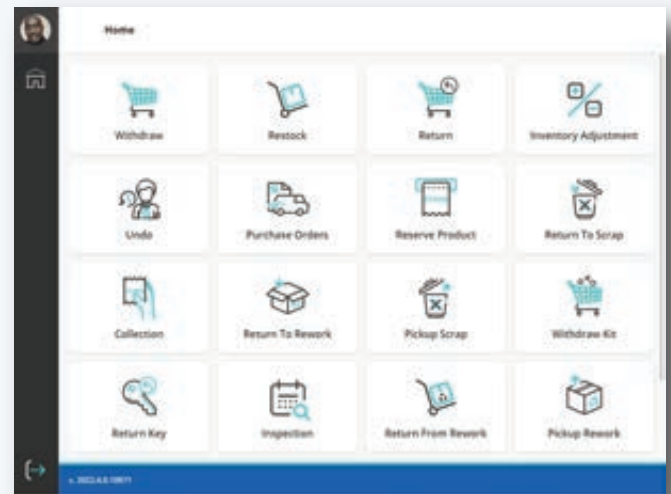 Home
Withdraw
Restock
Return
Inventory Adjustment
Undo
Purchase Orders
Reserve Product
Return To Scrap
Collection
Return To Rework
Pickup Scrap
Withdraw Kit
Return Key
Inspection
Return From Rework
Pickup Rework